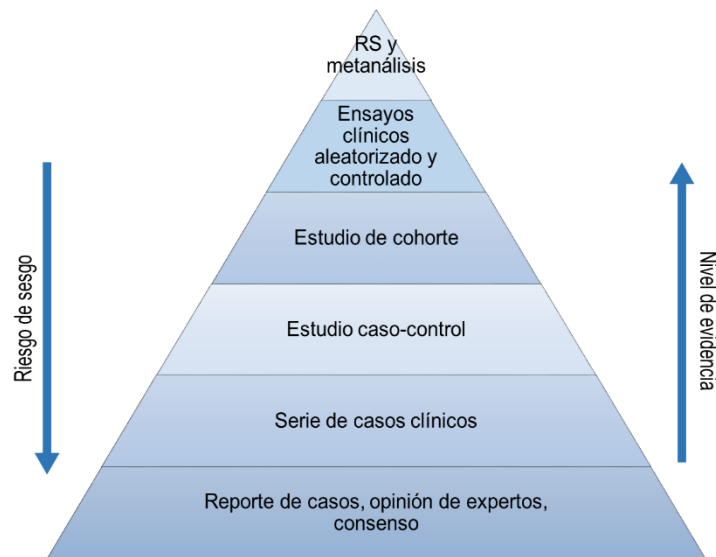 RS y
metanálisis
Ensayos
clínicos
aleatorizado y
controlado
Estudio de cohorte
Estudio caso-control
Serie de casos clínicos
Reporte de casos, opinión de expertos,
consenso
Riesgo de sesgo
Nivel de evidencia